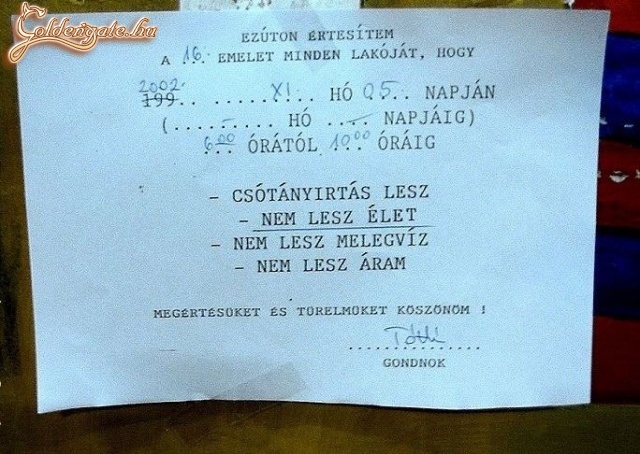 Goldengate.hu
EZÚTON ÉRTESÍTEM
A 16. EMELET MINDEN LAKÓJÁT, HOGY
2002
199.. ......XI. HÓ 05.. NAPJÁN
(.....-.... HÓ ..-.. NAPJÁIG)
6.00 ÓRÁTÓL 10.00 ÓRÁIG
- CSÓTÁNYIRTÁS LESZ
- NEM LESZ ÉLET
- NEM LESZ MELEGVÍZ
- NEM LESZ ÁRAM
MEGÉRTÉSÜKET ÉS TÜRELMÜKET KÖSZÖNÖM !
GONDNOK